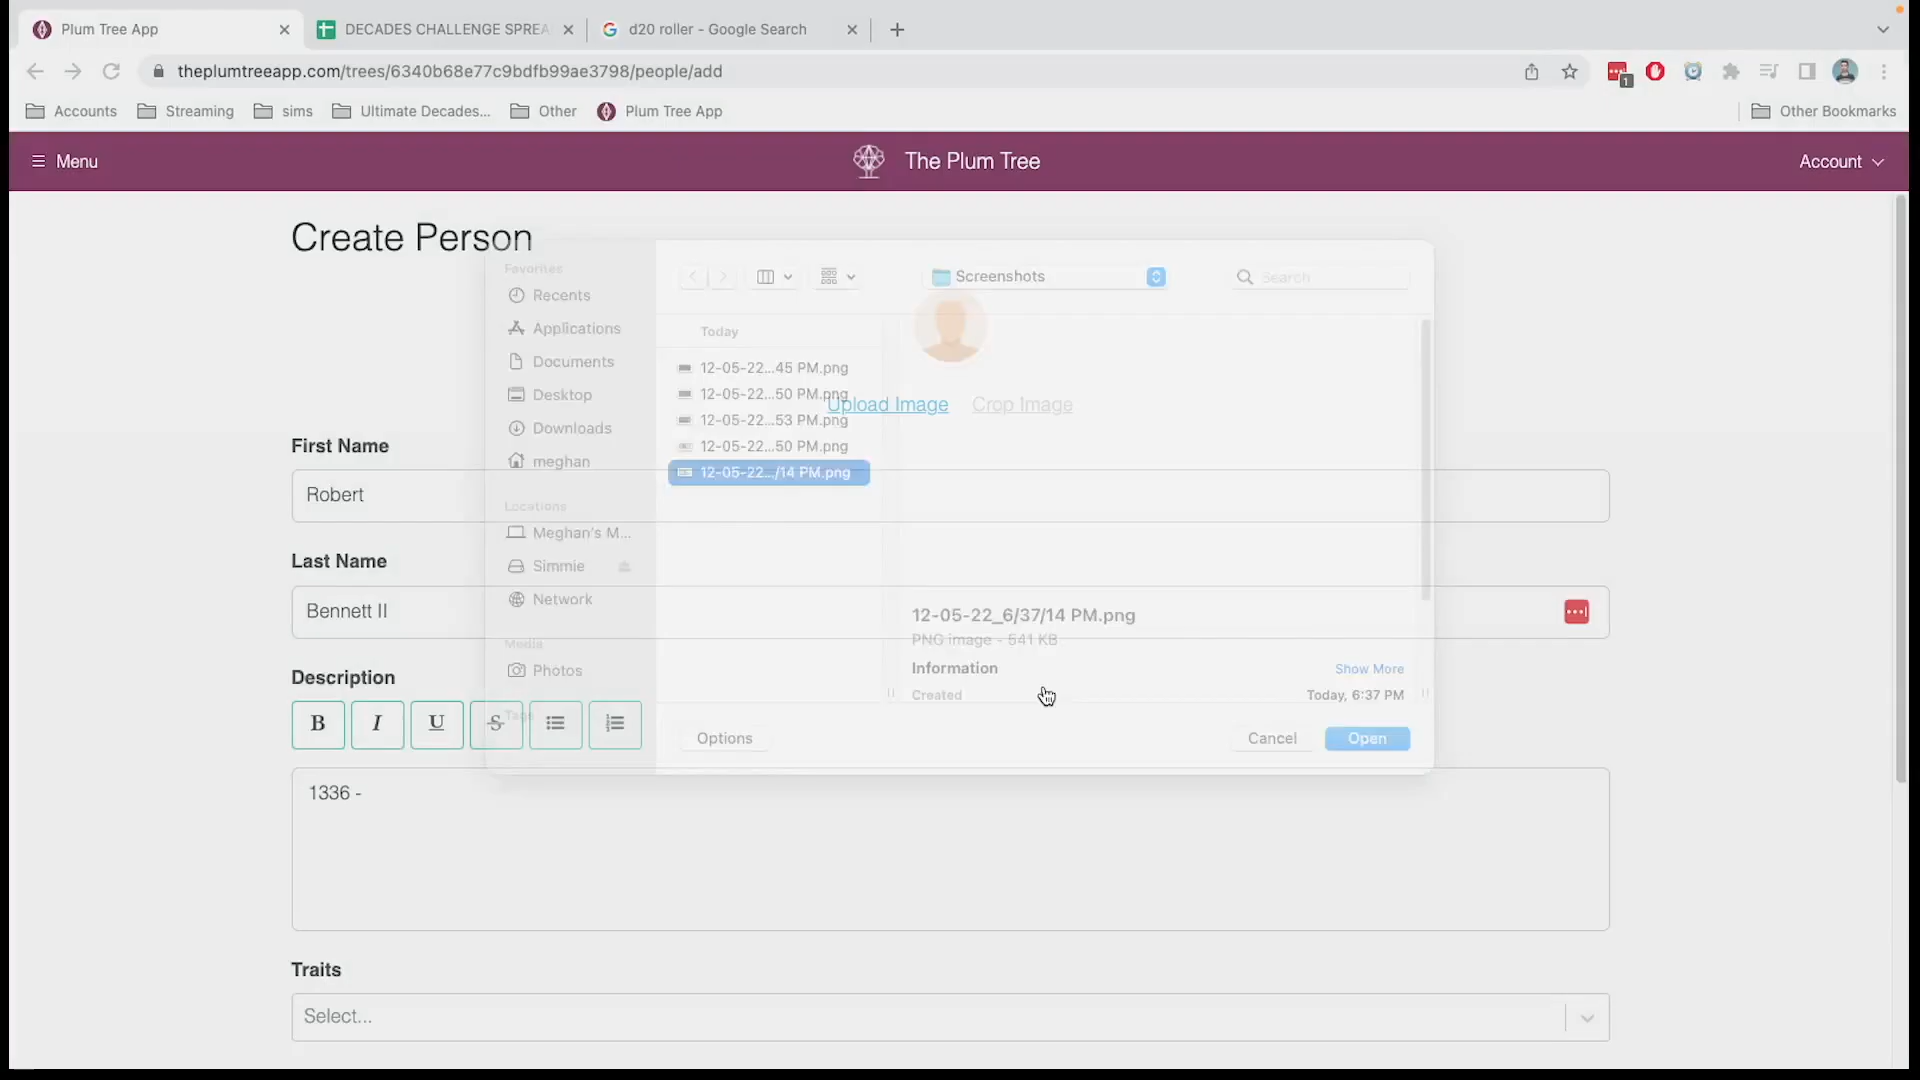 Plum Tree App
DECADES CHALLENGE SPREA
d20 roller - Google Search
theplumtreeapp.com/trees/6340b68e77c9bdfb99ae3798/people/add
1
Accounts
Streaming
sims
Ultimate Decades...
Other
Plum Tree App
Other Bookmarks
Menu
The Plum Tree
Account
Create Person
Favorites
Recents
Applications
Documents
Desktop
Downloads
meghan
Locations
Meghan's M...
Simmie
Network
Media
Photos
Tags
Screenshots
Search
Today
12-05-22...45 PM.png
12-05-22...50 PM.png
12-05-22...53 PM.png
12-05-22...50 PM.png
12-05-22.../14 PM.png
Upload Image
Crop Image
12-05-22_6/37/14 PM.png
PNG image - 541 KB
Information
Show More
Created
Today, 6:37 PM
Options
Cancel
Open
First Name
Robert
Last Name
Bennett II
Description
B I U S
1336 -
Traits
Select...